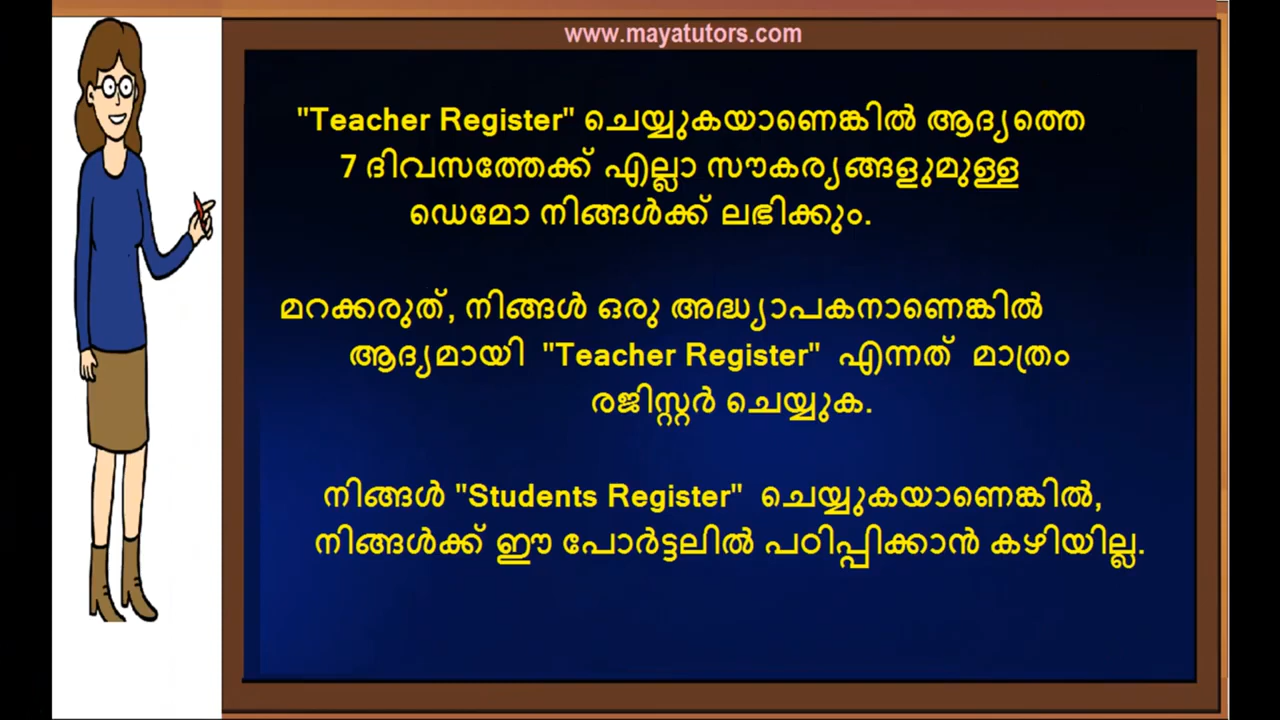 www.mayatutors.com
"Teacher Register" ചെയ്യുകയാണെങ്കിൽ ആദ്യത്തെ
7 ദിവസത്തേക്ക് എല്ലാ സൗകര്യങ്ങളുമുള്ള
ഡെമോ നിങ്ങൾക്ക് ലഭിക്കും.
മറക്കരുത്, നിങ്ങൾ ഒരു അദ്ധ്യാപകനാണെങ്കിൽ
ആദ്യമായി "Teacher Register" എന്നത് മാത്രം
രജിസ്റ്റർ ചെയ്യുക.
നിങ്ങൾ "Students Register" ചെയ്യുകയാണെങ്കിൽ,
നിങ്ങൾക്ക് ഈ പോർട്ടലിൽ പഠിപ്പിക്കാൻ കഴിയില്ല.